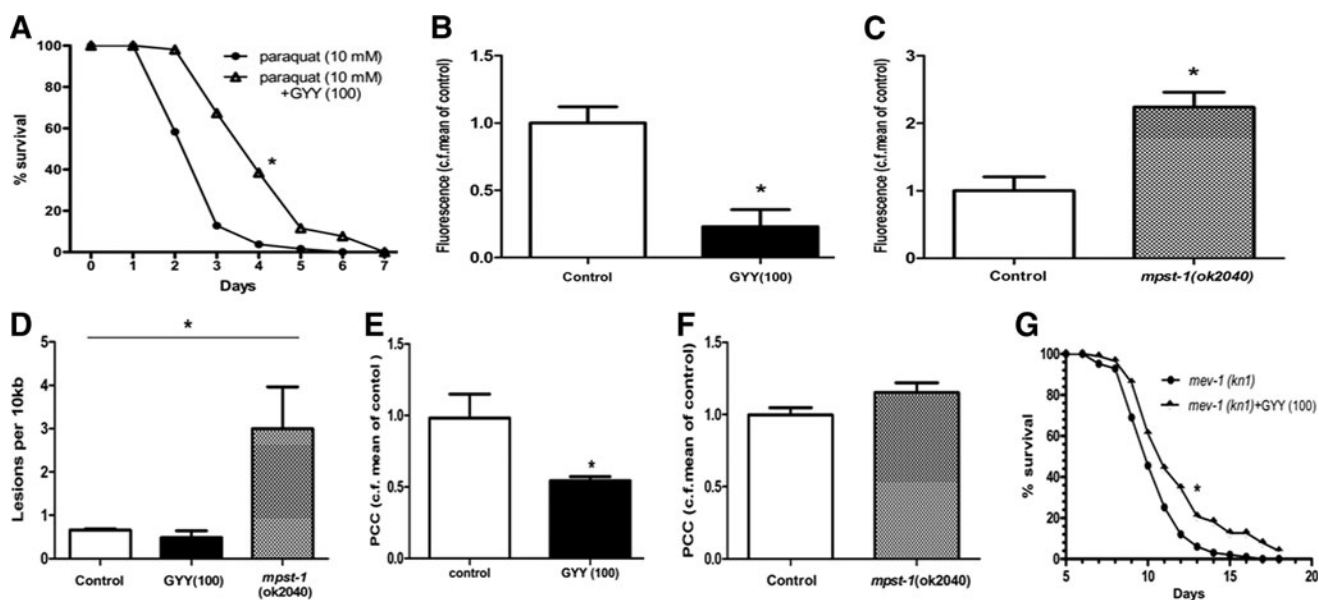 A
% survival
100
80
60
40
20
0
0 1 2 3 4 5 6 7
Days
paraquat (10 mM)
paraquat (10 mM)
+GYY (100)
B
Fluorescence (c.f.mean of control)
1.5
1.0
0.5
0.0
Control
GYY(100)
*
C
Fluorescence (c.f.mean of control)
3
2
1
0
Control
mpst-1(ok2040)
*
D
Lesions per 10kb
5
4
3
2
1
0
Control
GYY(100)
mpst-1
(ok2040)
*
E
PCC (c.f.mean of contol)
1.5
1.0
0.5
0.0
control
GYY (100)
*
F
PCC (c.f.mean of control)
1.5
1.0
0.5
0.0
Control
mpst-1(ok2040)
G
% survival
100
80
60
40
20
0
5 10 15 20
Days
mev-1 (kn1)
mev-1 (kn1)+GYY (100)
*